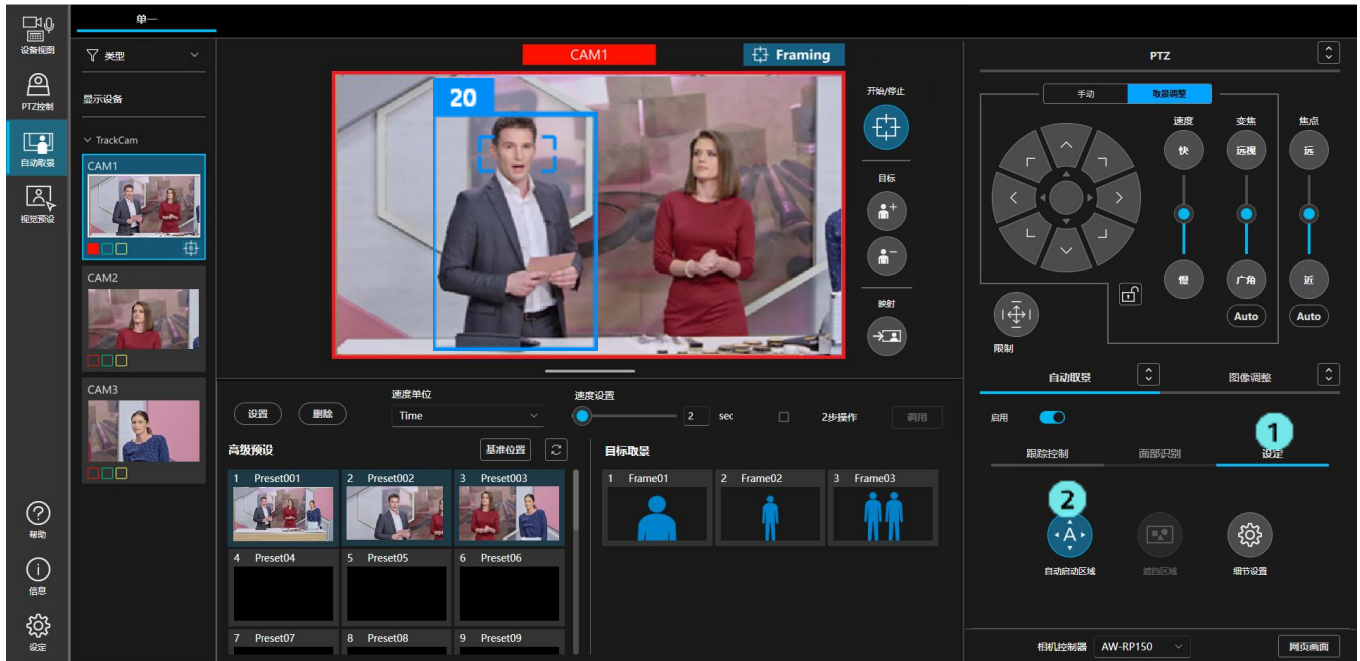 单一
设备视图
PTZ控制
自动取景
视觉预设
帮助
信息
设定
类型
显示设备
TrackCam
CAM1
CAM2
CAM3
CAM1
Framing
20
开始/停止
目标
映射
设置
删除
速度单位
Time
速度设置
2 sec
2步操作
调用
高级预设
基准位置
1 Preset001
2 Preset002
3 Preset003
4 Preset04
5 Preset05
6 Preset06
7 Preset07
8 Preset08
9 Preset09
目标取景
1 Frame01
2 Frame02
3 Frame03
PTZ
手动
取景调整
速度
变焦
焦点
快
远视
远
慢
广角
近
Auto
Auto
限制
自动取景
图像调整
启用
1
跟踪控制
面部识别
设定
2
A
自动启动区域
遮挡区域
细节设置
相机控制器
AW-RP150
网页画面